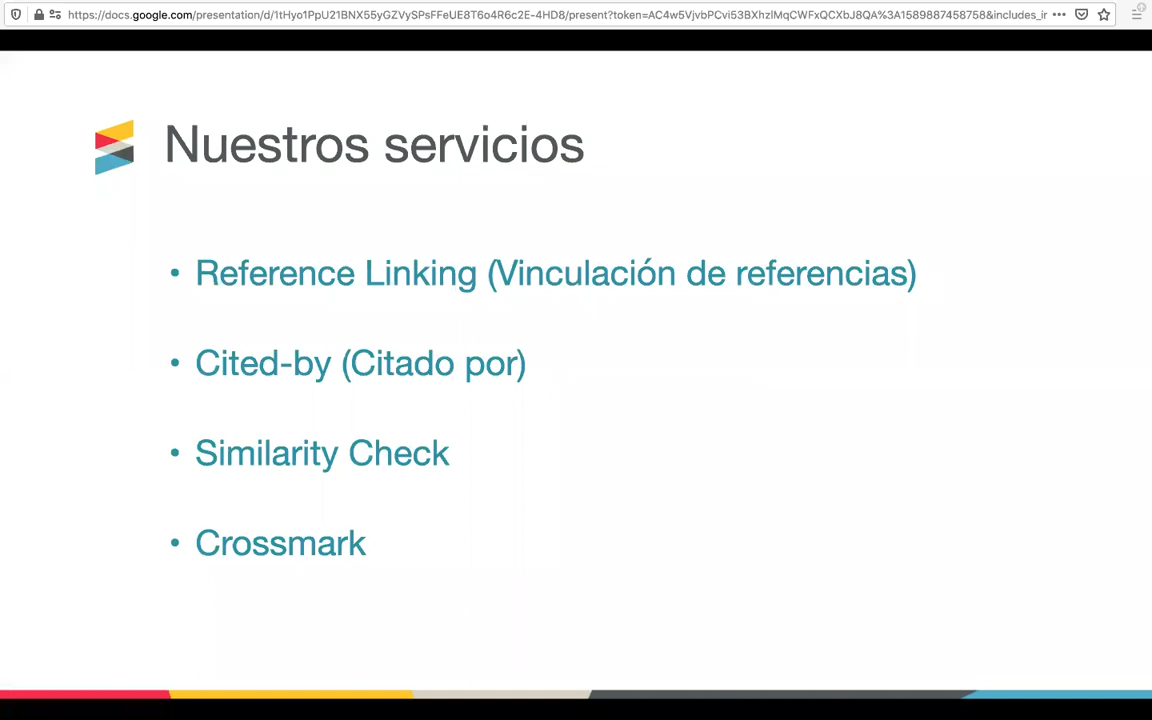 https://docs.google.com/presentation/d/1tHyo1PpU21BNX55yGZVySPsFFeUE8T6o4R6c2E-4HD8/present?token=AC4w5VjvbPCvi53BXhzlMqCWFxQCXbJ8QA%3A1589887458758&includes_ir
Nuestros servicios
• Reference Linking (Vinculación de referencias)
• Cited-by (Citado por)
• Similarity Check
• Crossmark